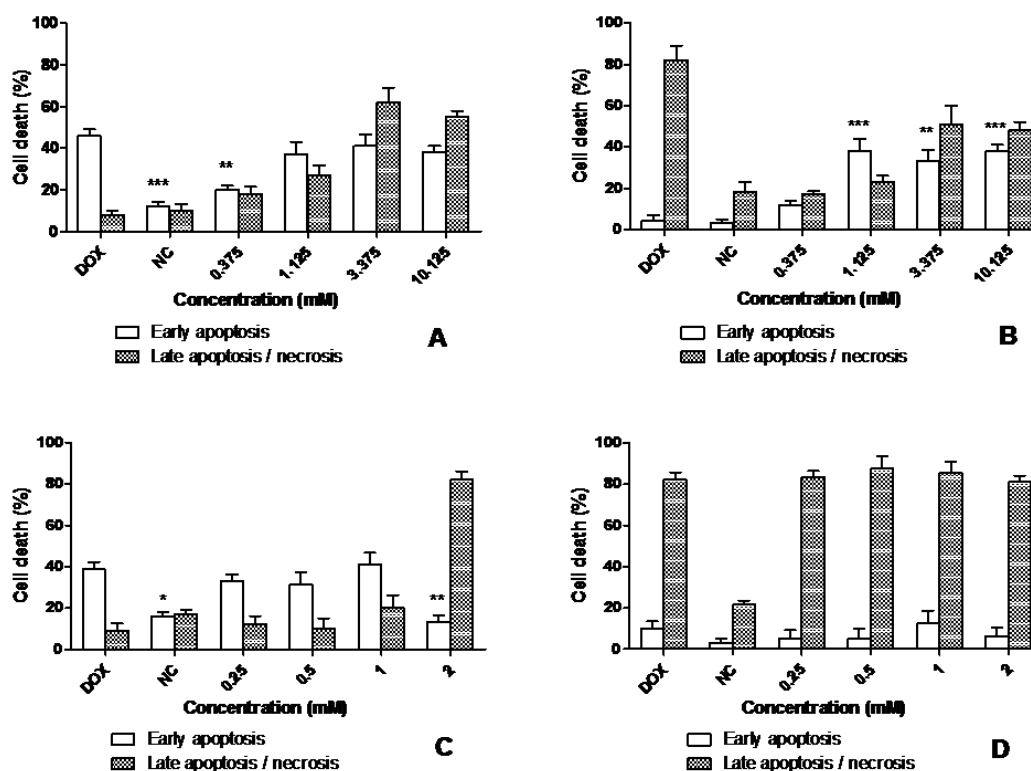 100
80
60
40
20
0
Cell death (%)
***
**
DOX
NC
0.375
1.125
3.375
10.125
Concentration (mM)
Early apoptosis
Late apoptosis / necrosis
A
100
80
60
40
20
0
Cell death (%)
***
**
***
DOX
NC
0.375
1.125
3.375
10.125
Concentration (mM)
Early apoptosis
Late apoptosis / necrosis
B
100
80
60
40
20
0
Cell death (%)
*
**
DOX
NC
0.25
0.5
1
2
Concentration (mM)
Early apoptosis
Late apoptosis / necrosis
C
100
80
60
40
20
0
Cell death (%)
DOX
NC
0.25
0.5
1
2
Concentration (mM)
Early apoptosis
Late apoptosis / necrosis
D